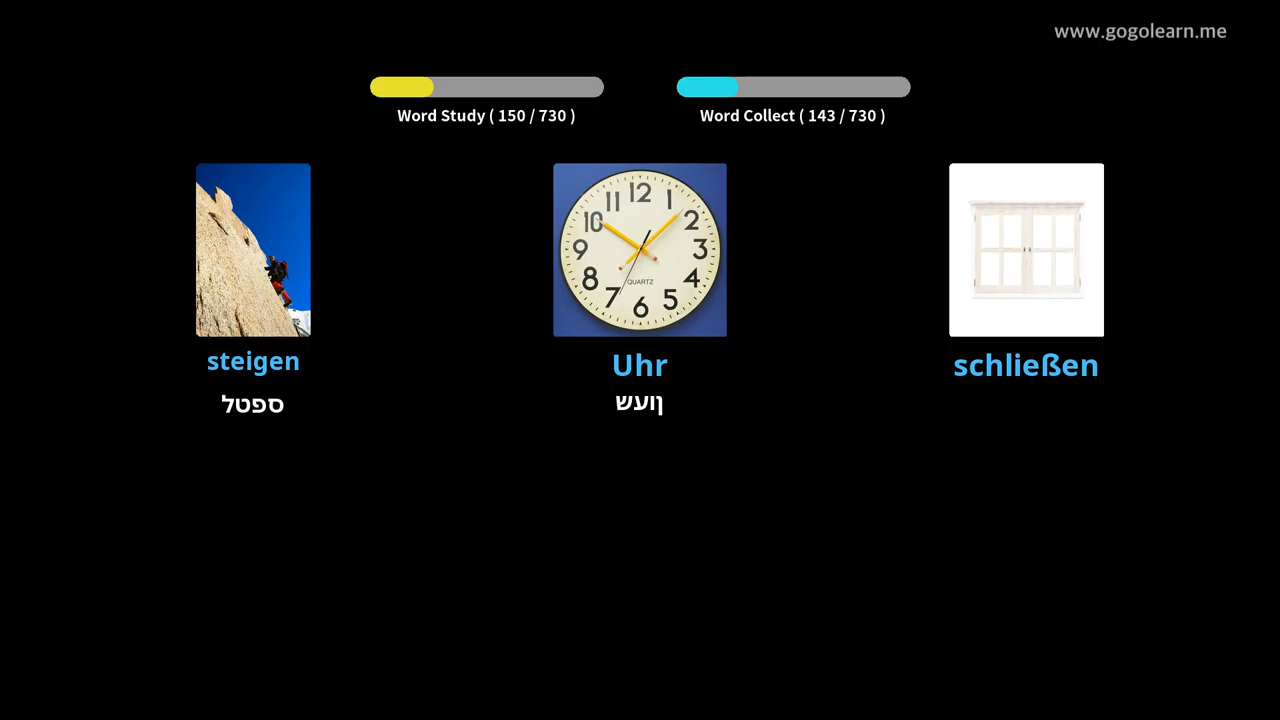 www.gogolearn.me
Word Study ( 150 / 730 )
Word Collect ( 143 / 730 )
12
11
1
10
2
9
3
8
4
QUARTZ
7
5
6
steigen
Uhr
schließen
ספטל
ןועש